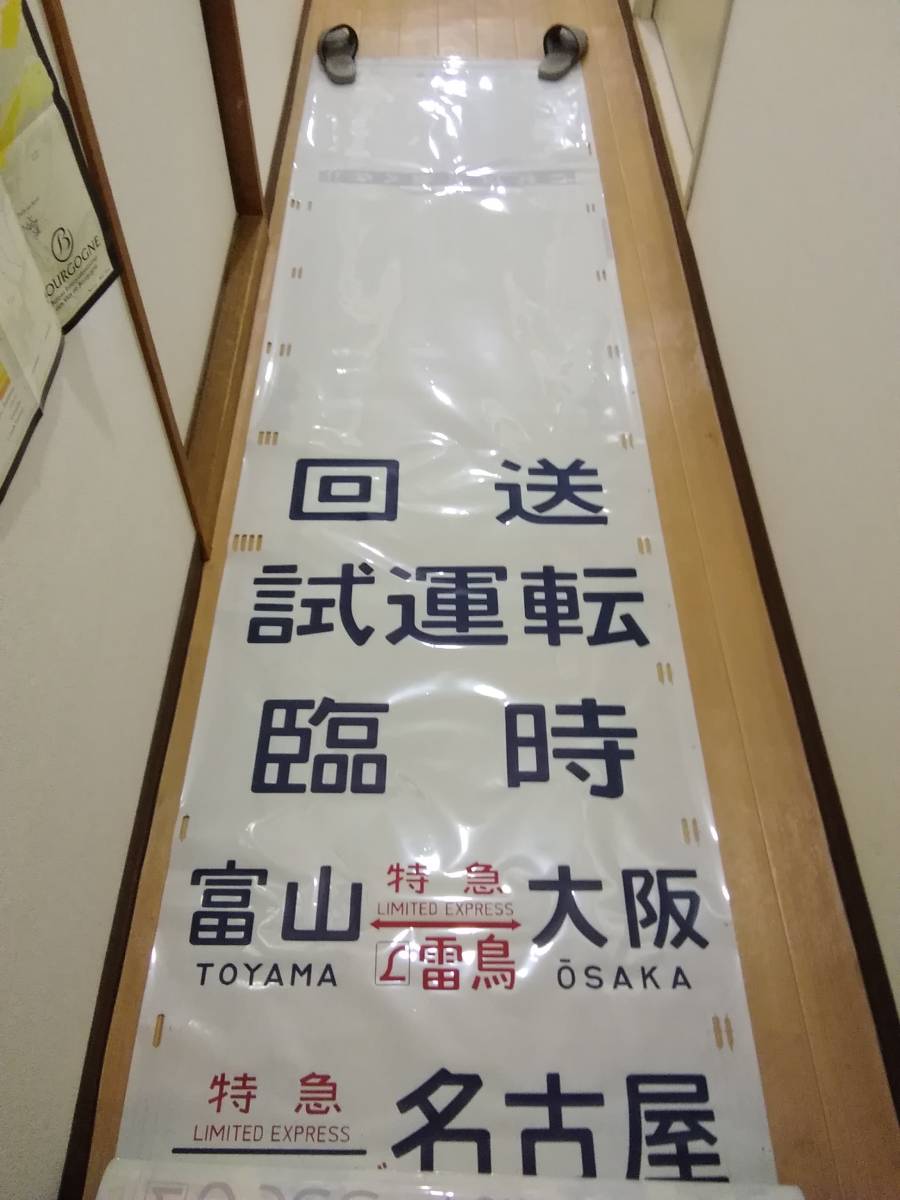 B
BOURGOGNE
回送
試運転
臨時
富山 特急 大阪
LIMITED EXPRESS
L雷鳥
TOYAMA ŌSAKA
特急 名古屋
LIMITED EXPRESS